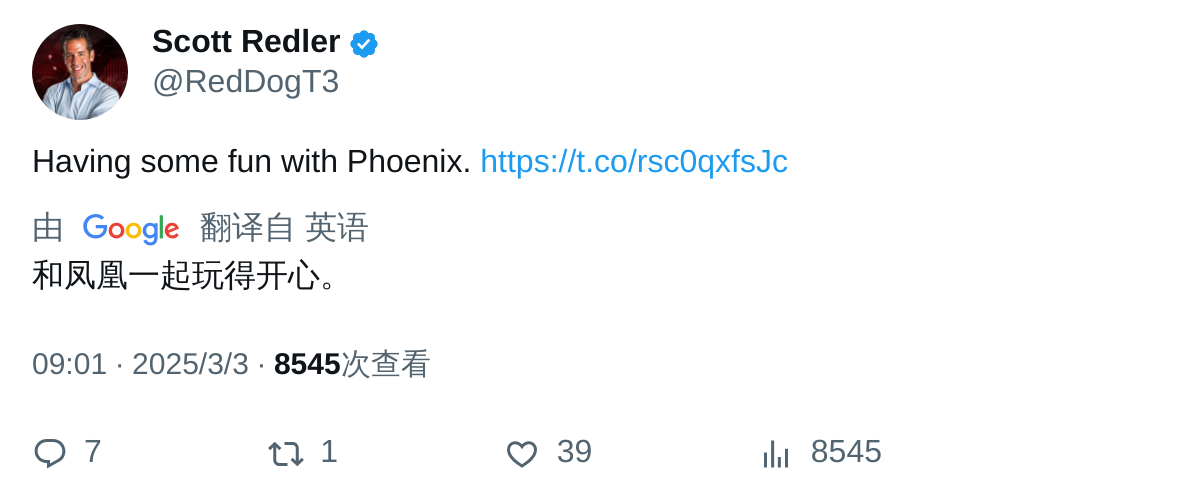 Scott Redler
@RedDogT3
Having some fun with Phoenix. https://t.co/rsc0qxfsJc
由 Google 翻译自 英语
和凤凰一起玩得开心。
09:01 · 2025/3/3 · 8545次查看
7 1 39 8545